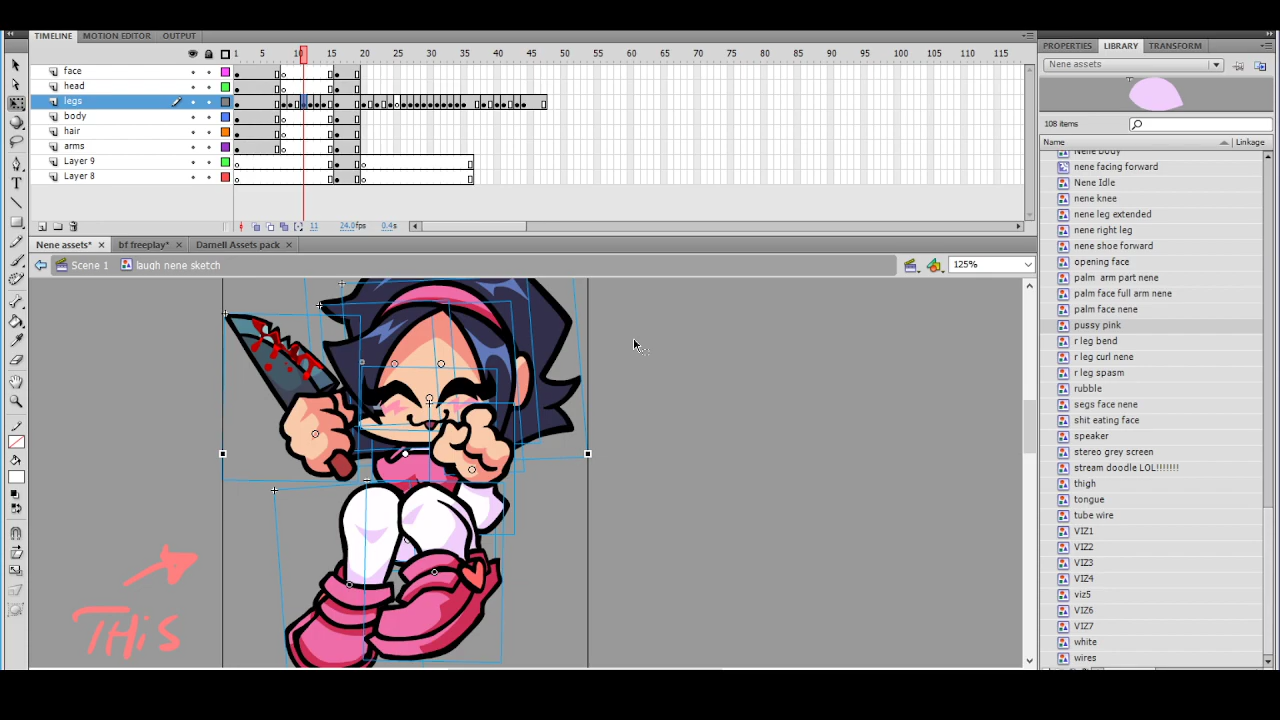 TIMELINE MOTION EDITOR OUTPUT
1 5 10 15 20 25 30 35 40 45 50 55 60 65 70 75 80 85 90 95 100 105 110 115
face
head
legs
body
hair
arms
Layer 9
Layer 8
11 24.0fps 0.4s
Nene assets* bf freeplay* Darnell Assets pack
Scene 1 laugh nene sketch 125%
THiS
PROPERTIES LIBRARY TRANSFORM
Nene assets
108 items
Name Linkage
Nene Body
nene facing forward
Nene Idle
nene knee
nene leg extended
nene right leg
nene shoe forward
opening face
palm arm part nene
palm face full arm nene
palm face nene
pussy pink
r leg bend
r leg curl nene
r leg spasm
rubble
segs face nene
shit eating face
speaker
stereo grey screen
stream doodle LOL!!!!!!!
thigh
tongue
tube wire
VIZ1
VIZ2
VIZ3
VIZ4
viz5
VIZ6
VIZ7
white
wires